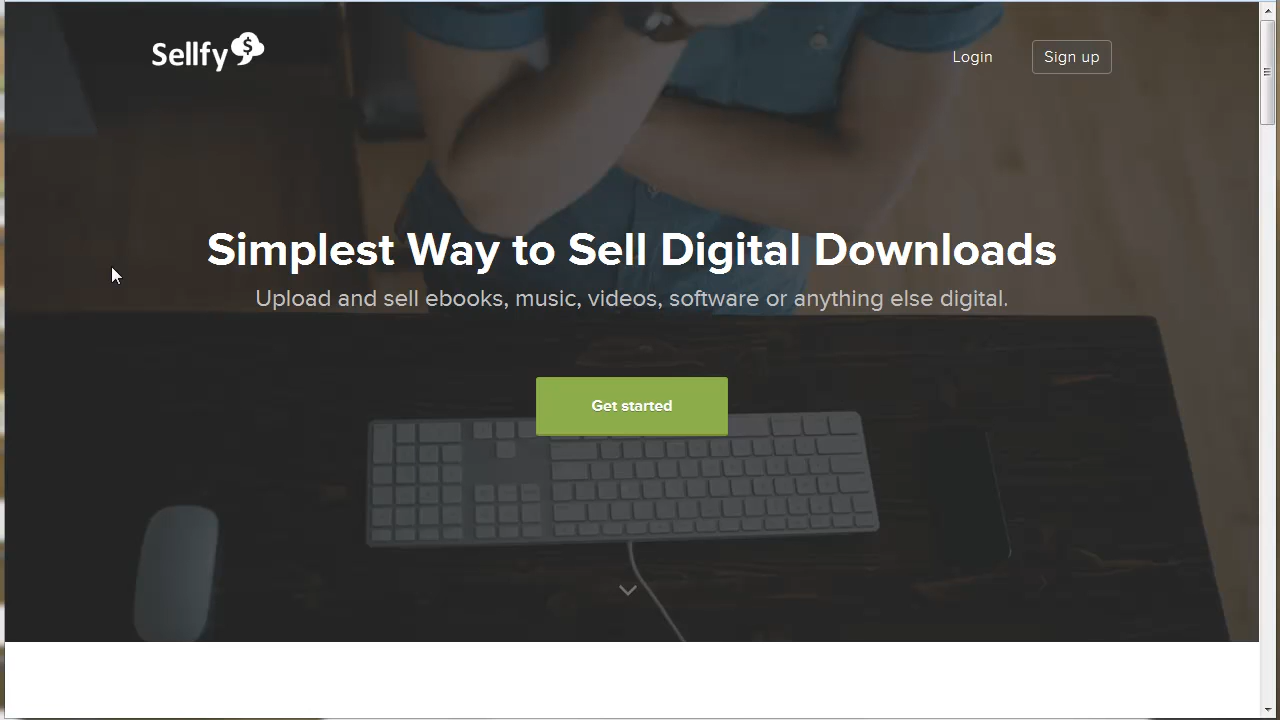 Sellfy $
Login
Sign up
Simplest Way to Sell Digital Downloads
Upload and sell ebooks, music, videos, software or anything else digital.
Get started